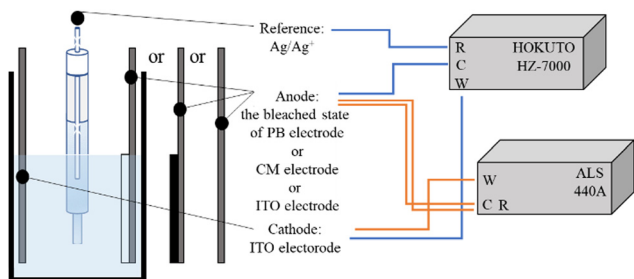 Reference:
Ag/Ag+
or or
Anode:
the bleached state
of PB electrode
or
CM electrode
or
ITO electrode
Cathode:
ITO electorode
R
C
W
HOKUTO
HZ-7000
W
C R
ALS
440A